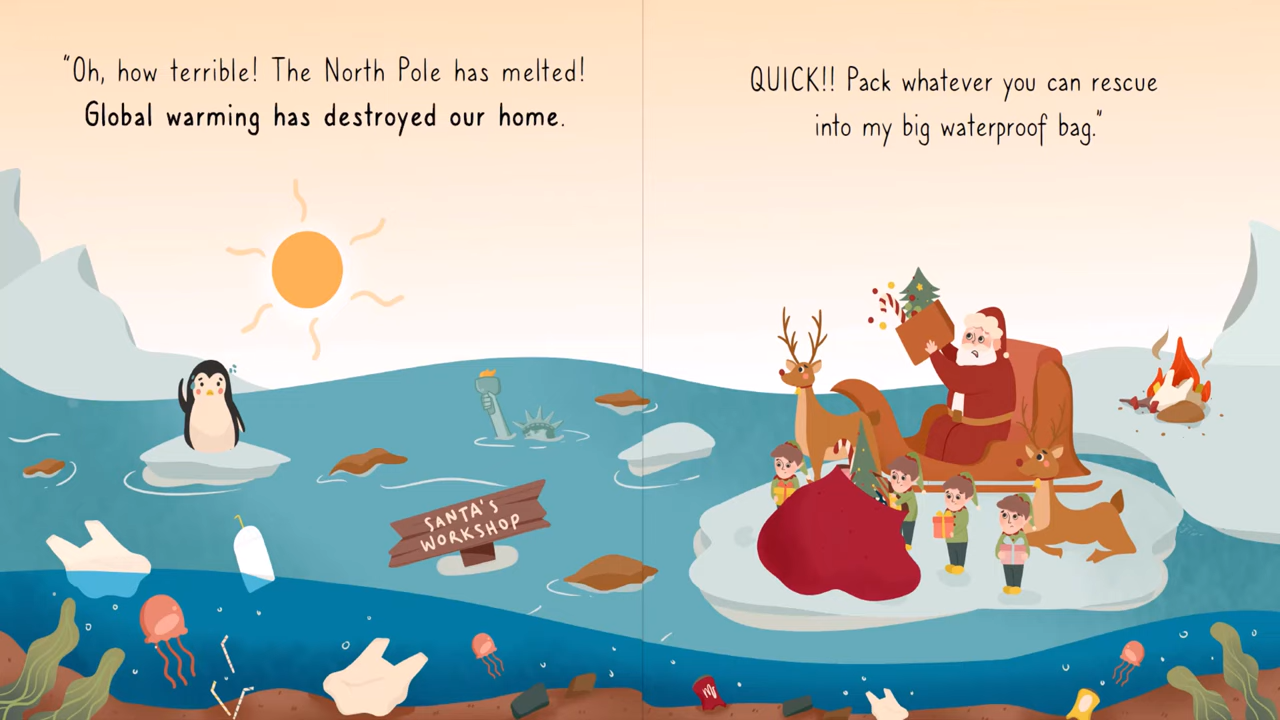 “Oh, how terrible! The North Pole has melted!
Global warming has destroyed our home.
QUICK!! Pack whatever you can rescue
into my big waterproof bag.”
SANTA'S
WORKSHOP